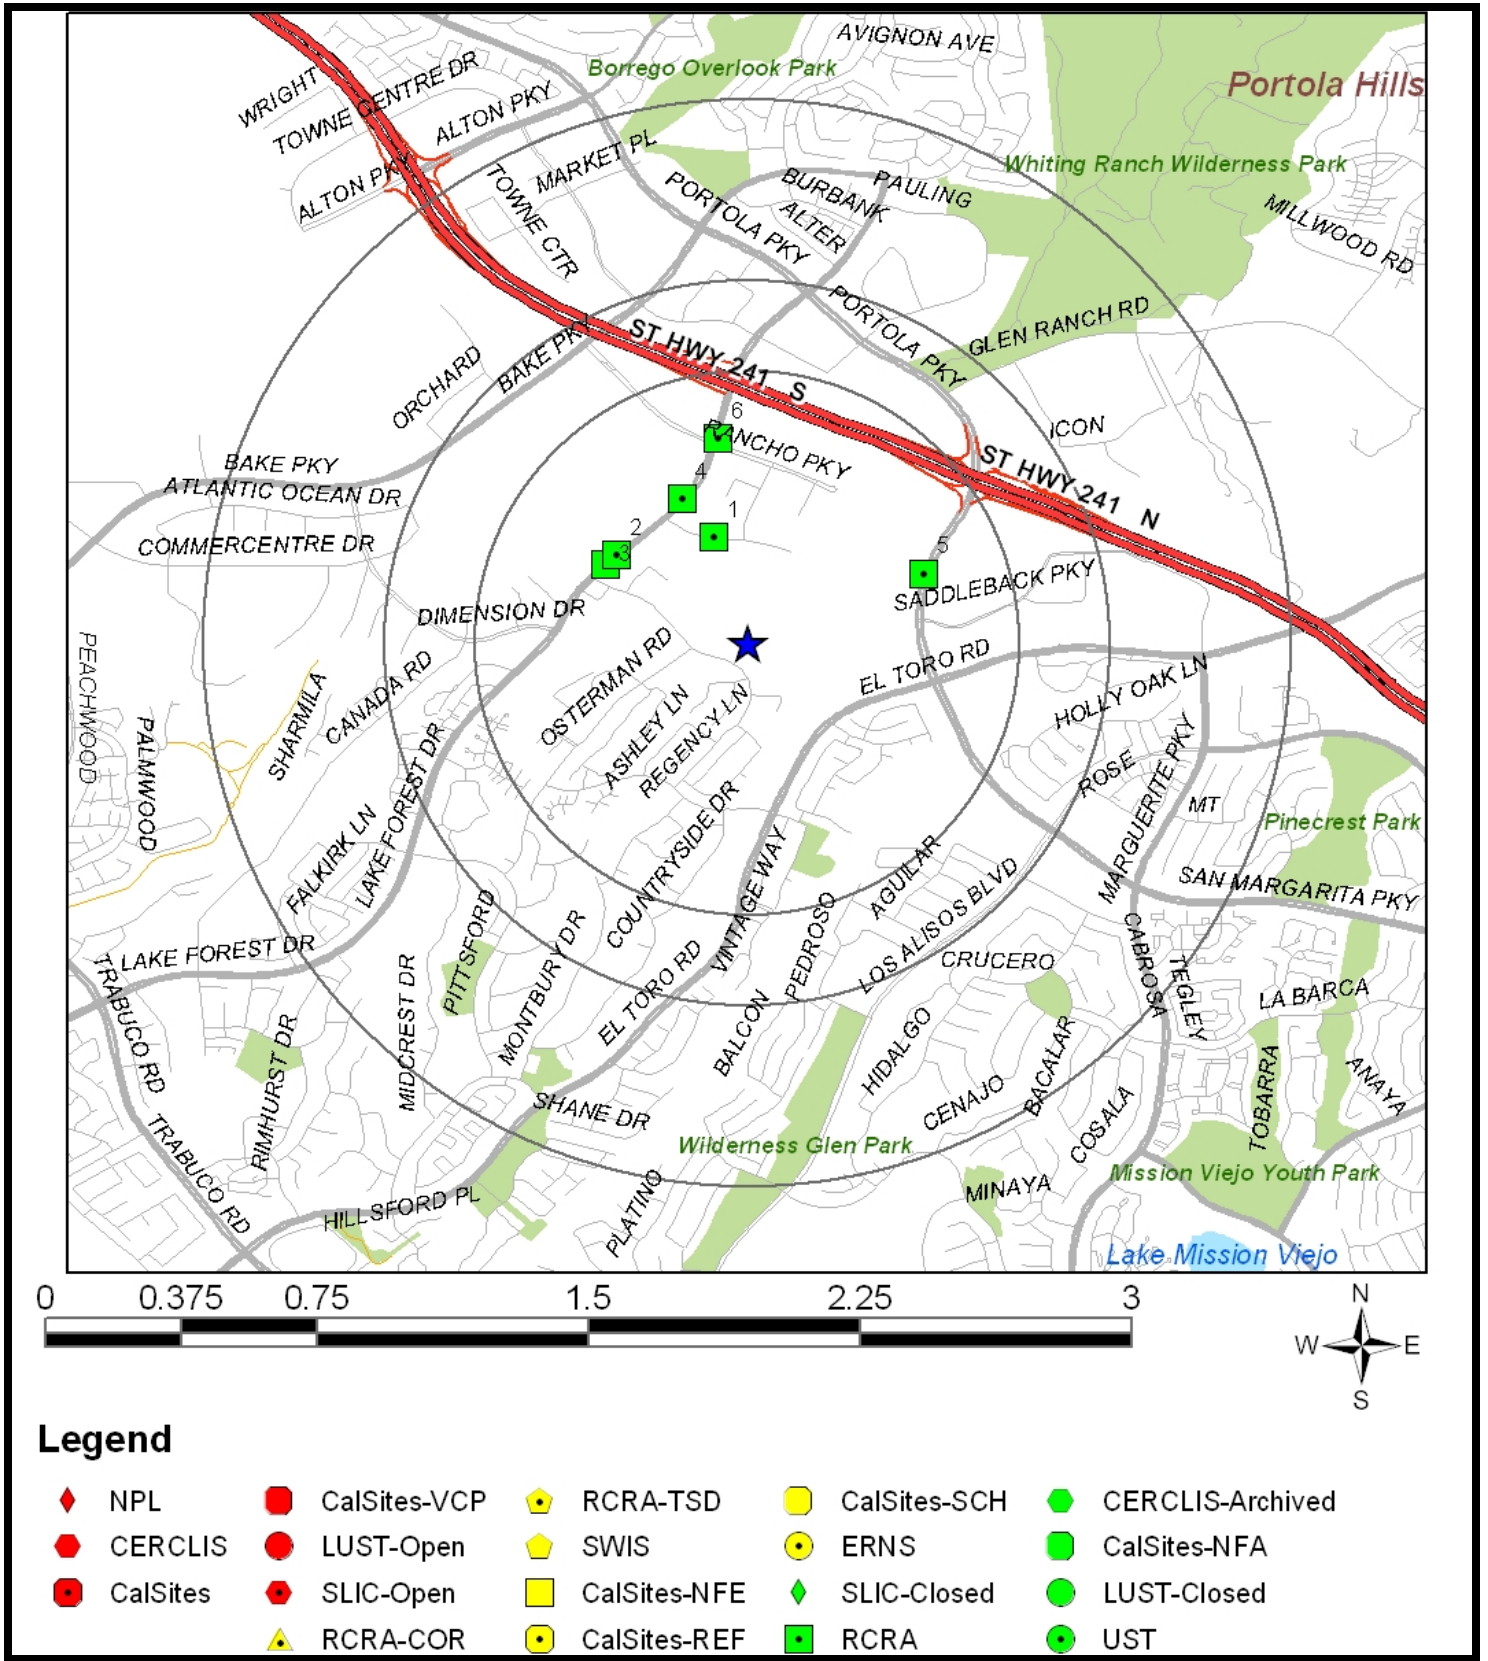 AVIGNON AVE
Borrego Overlook Park
Portola Hills
WRIGHT
TOWNE CENTRE DR
ALTON PKY
MARKET PL
Whiting Ranch Wilderness Park
ALTON PKY
TOWNE CTR
PORTOLA PKY
BURBANK
PAULING
ALTER
MILLWOOD RD
PORTOLA PKY
GLEN RANCH RD
ORCHARD
BAKE PKY
ST HWY 241 S
6
RANCHO PKY
ICON
ST HWY 241 N
BAKE PKY
ATLANTIC OCEAN DR
4
1
COMMERCENTRE DR
2
3
5
SADDLEBACK PKY
DIMENSION DR
PEACHWOOD
PALMWOOD
SHARMILA
CANADA RD
OSTERMAN RD
ASHLEY LN
REGENCY LN
EL TORO RD
HOLLY OAK LN
ROSE
MARGUERITE PKY
MT
Pinecrest Park
FALKIRK LN
LAKE FOREST DR
COUNTRYSIDE DR
VINTAGE WAY
AGUILAR
SAN MARGARITA PKY
LAKE FOREST DR
PITTSFORD
MONTBURY DR
EL TORO RD
PEDROSO
LOS ALISOS BLVD
CRUCERO
CABROSA
TEGLEY
LA BARCA
TRABUCO RD
RIMHURST DR
MIDCREST DR
BALCON
HIDALGO
CENAJO
BACALAR
COSALA
TOBARRA
ANAYA
SHANE DR
TRABUCO RD
Wilderness Glen Park
Mission Viejo Youth Park
HILLSFORD PL
PLATINO
MINAYA
Lake Mission Viejo
0 0.375 0.75 1.5 2.25 3
N
W E
S
Legend
NPL CalSites-VCP RCRA-TSD CalSites-SCH CERCLIS-Archived
CERCLIS LUST-Open SWIS ERNS CalSites-NFA
CalSites SLIC-Open CalSites-NFE SLIC-Closed LUST-Closed
RCRA-COR CalSites-REF RCRA UST